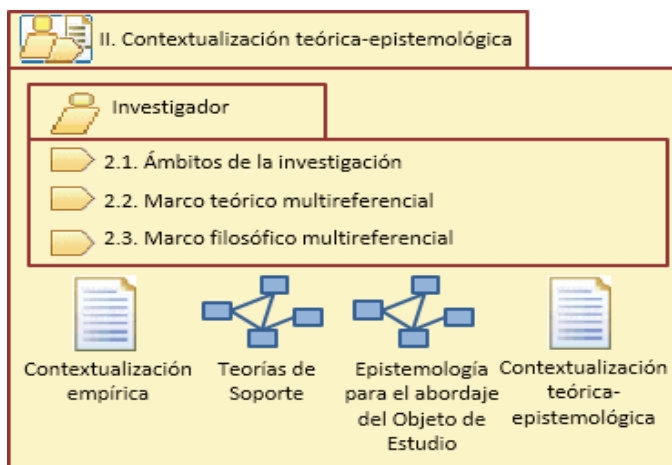 II. Contextualización teórica-epistemológica
Investigador
2.1. Ámbitos de la investigación
2.2. Marco teórico multireferencial
2.3. Marco filosófico multireferencial
Contextualización
empírica
Teorías de
Soporte
Epistemología
para el abordaje
del Objeto de
Estudio
Contextualización
teórica-
epistemológica